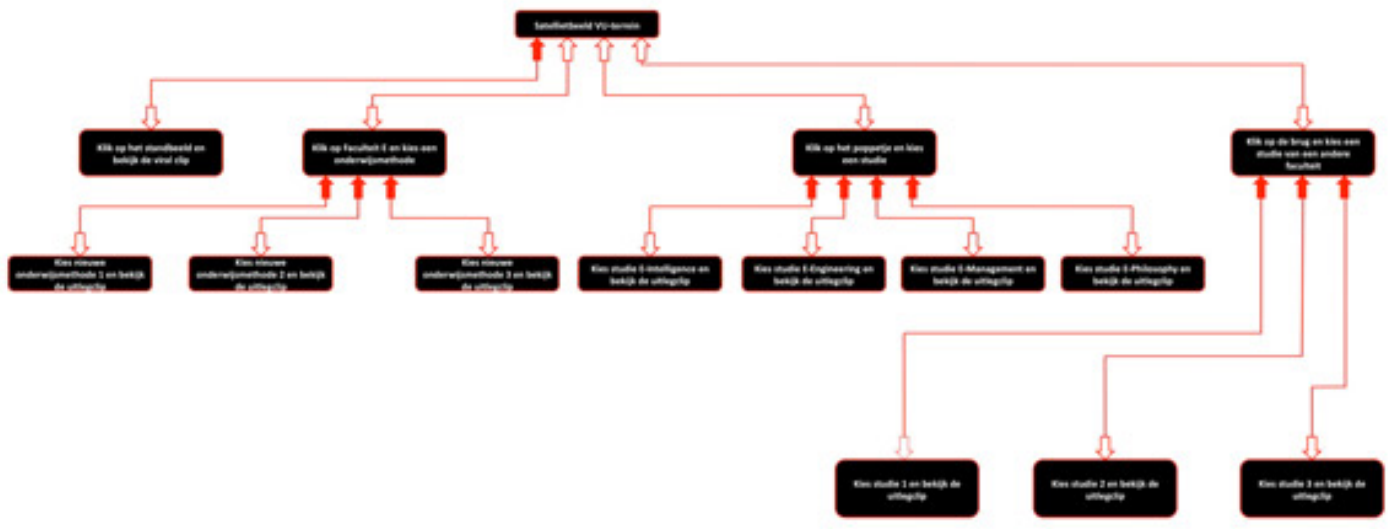 Satellietbeeld VU-terrein
Klik op het standbeeld en
bekijk de viral clip
Klik op Faculteit E en kies een
onderwijsmethode
Klik op het poppetje en kies
een studie
Klik op de brug en kies een
studie van een andere
faculteit
Kies nieuwe
onderwijsmethode 1 en bekijk
de uitlegclip
Kies nieuwe
onderwijsmethode 2 en bekijk
de uitlegclip
Kies nieuwe
onderwijsmethode 3 en bekijk
de uitlegclip
Kies studie E-Intelligence en
bekijk de uitlegclip
Kies studie E-Engineering en
bekijk de uitlegclip
Kies studie E-Management en
bekijk de uitlegclip
Kies studie E-Philosophy en
bekijk de uitlegclip
Kies studie 1 en bekijk de
uitlegclip
Kies studie 2 en bekijk de
uitlegclip
Kies studie 3 en bekijk de
uitlegclip